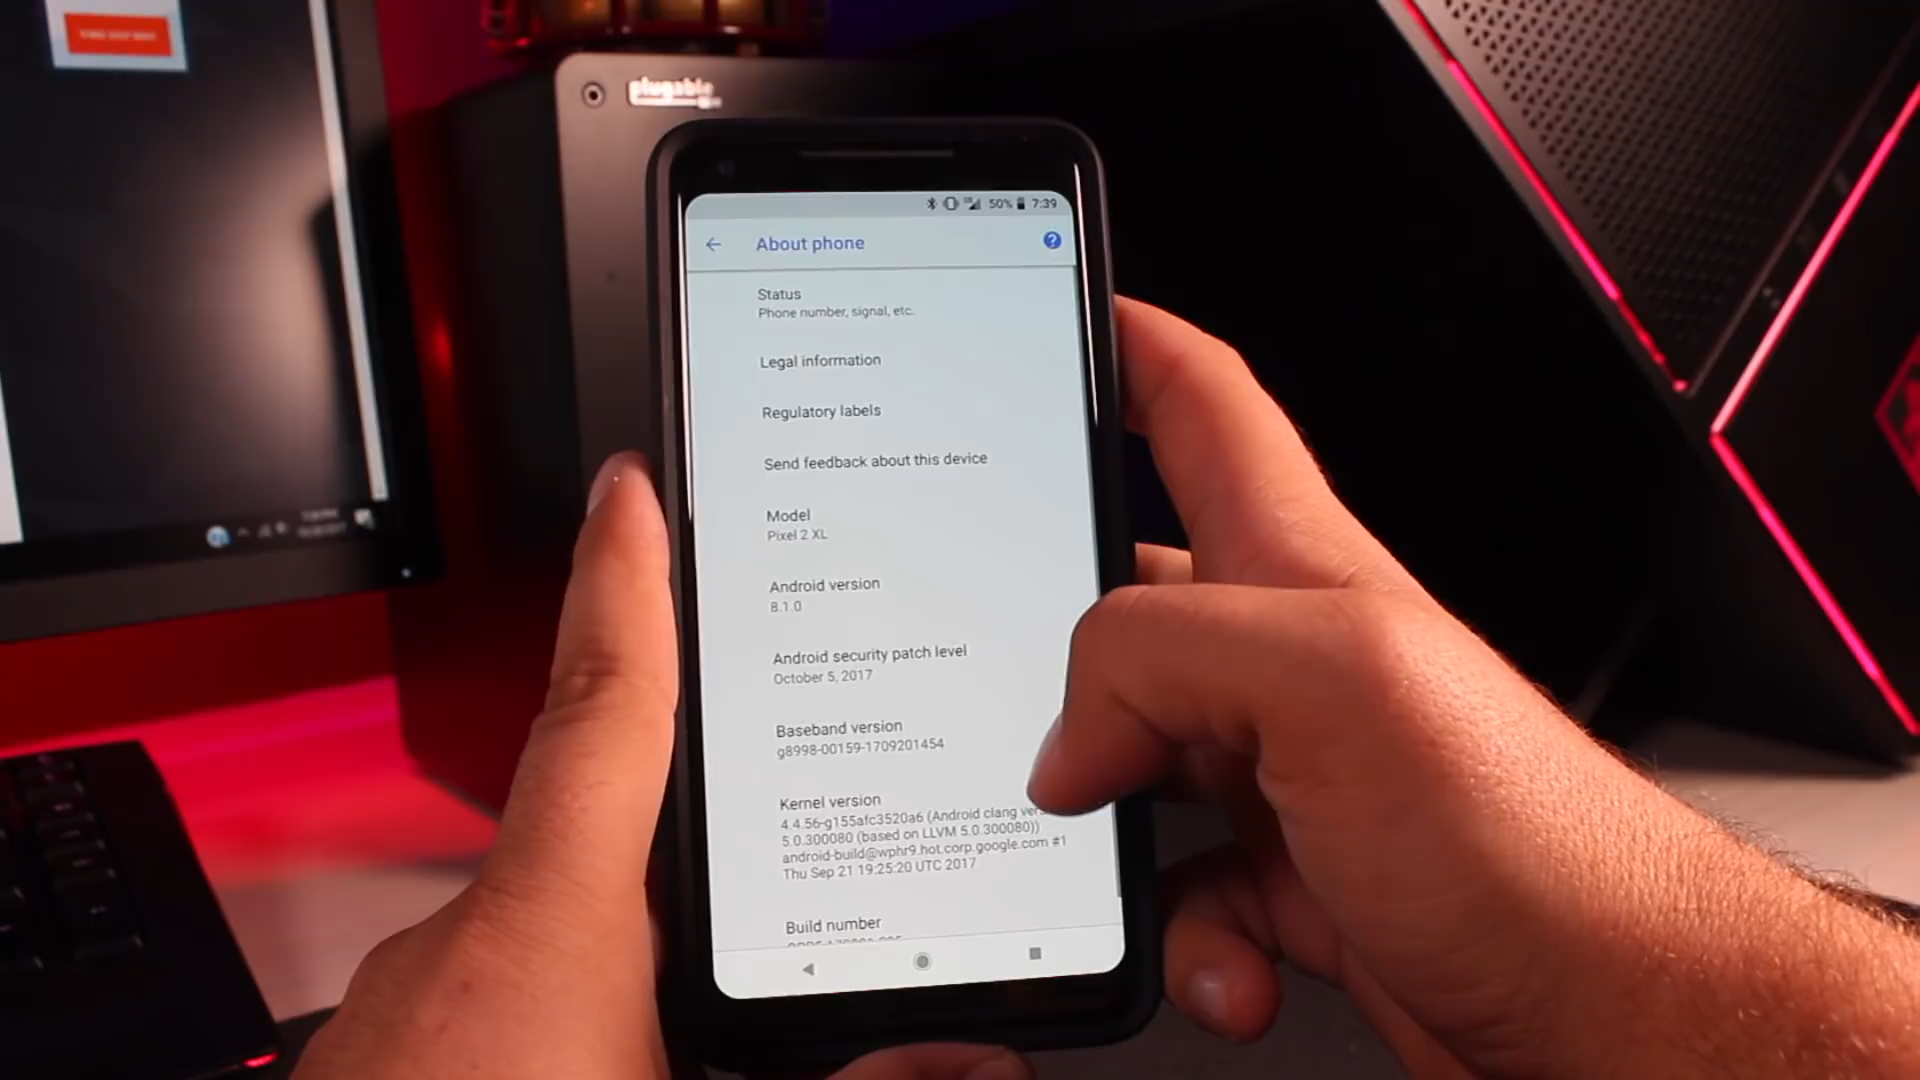 plugable
50% 7:39
About phone
Status
Phone number, signal, etc.
Legal information
Regulatory labels
Send feedback about this device
Model
Pixel 2 XL
Android version
8.1.0
Android security patch level
October 5, 2017
Baseband version
g8998-00159-1709201454
Kernel version
4.4.56-g155afc3520a6 (Android clang
5.0.300080 (based on LLVM 5.0.300080))
android-build@wphr9.hot.corp.google.com #1
Thu Sep 21 19:25:20 UTC 2017
Build number